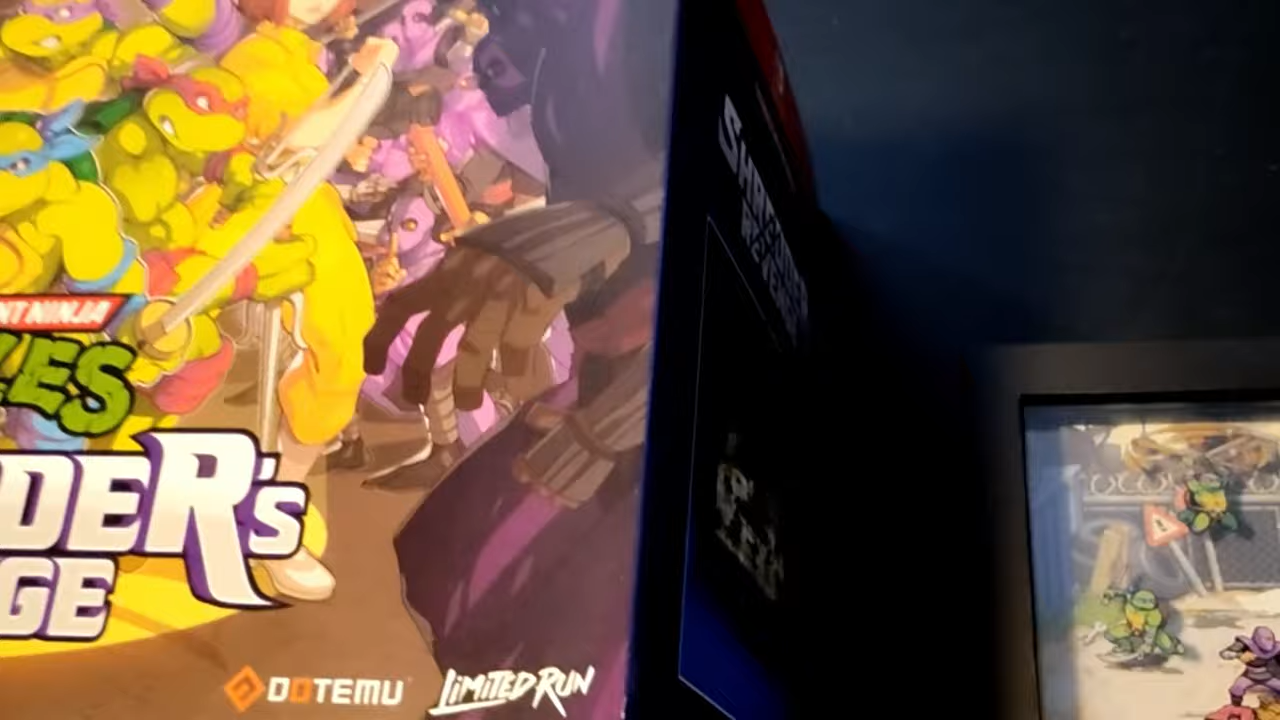 NT NINJA
LES
DER's
GE
DOTEMU
LIMITED RUN
SHREDDER'S
REVENGE